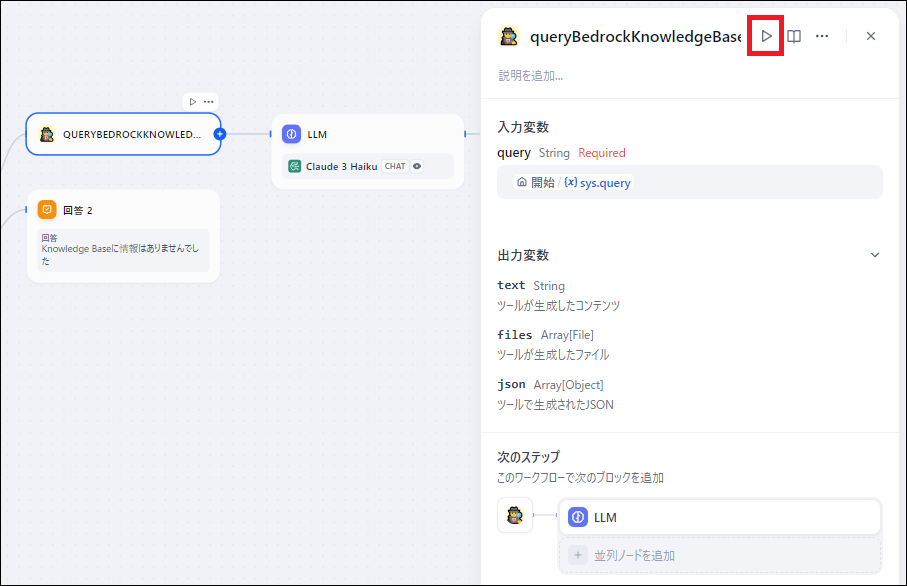 QUERYBEDROCKKNOWLED...
LLM
Claude 3 Haiku CHAT
回答 2
回答
Knowledge Baseに情報はありませんでし
た
queryBedrockKnowledgeBase
説明を追加...
入力変数
query String Required
開始 / {x} sys.query
出力変数
text String
ツールが生成したコンテンツ
files Array[File]
ツールが生成したファイル
json Array[Object]
ツールで生成されたJSON
次のステップ
このワークフローで次のブロックを追加
LLM
+ 並列ノードを追加